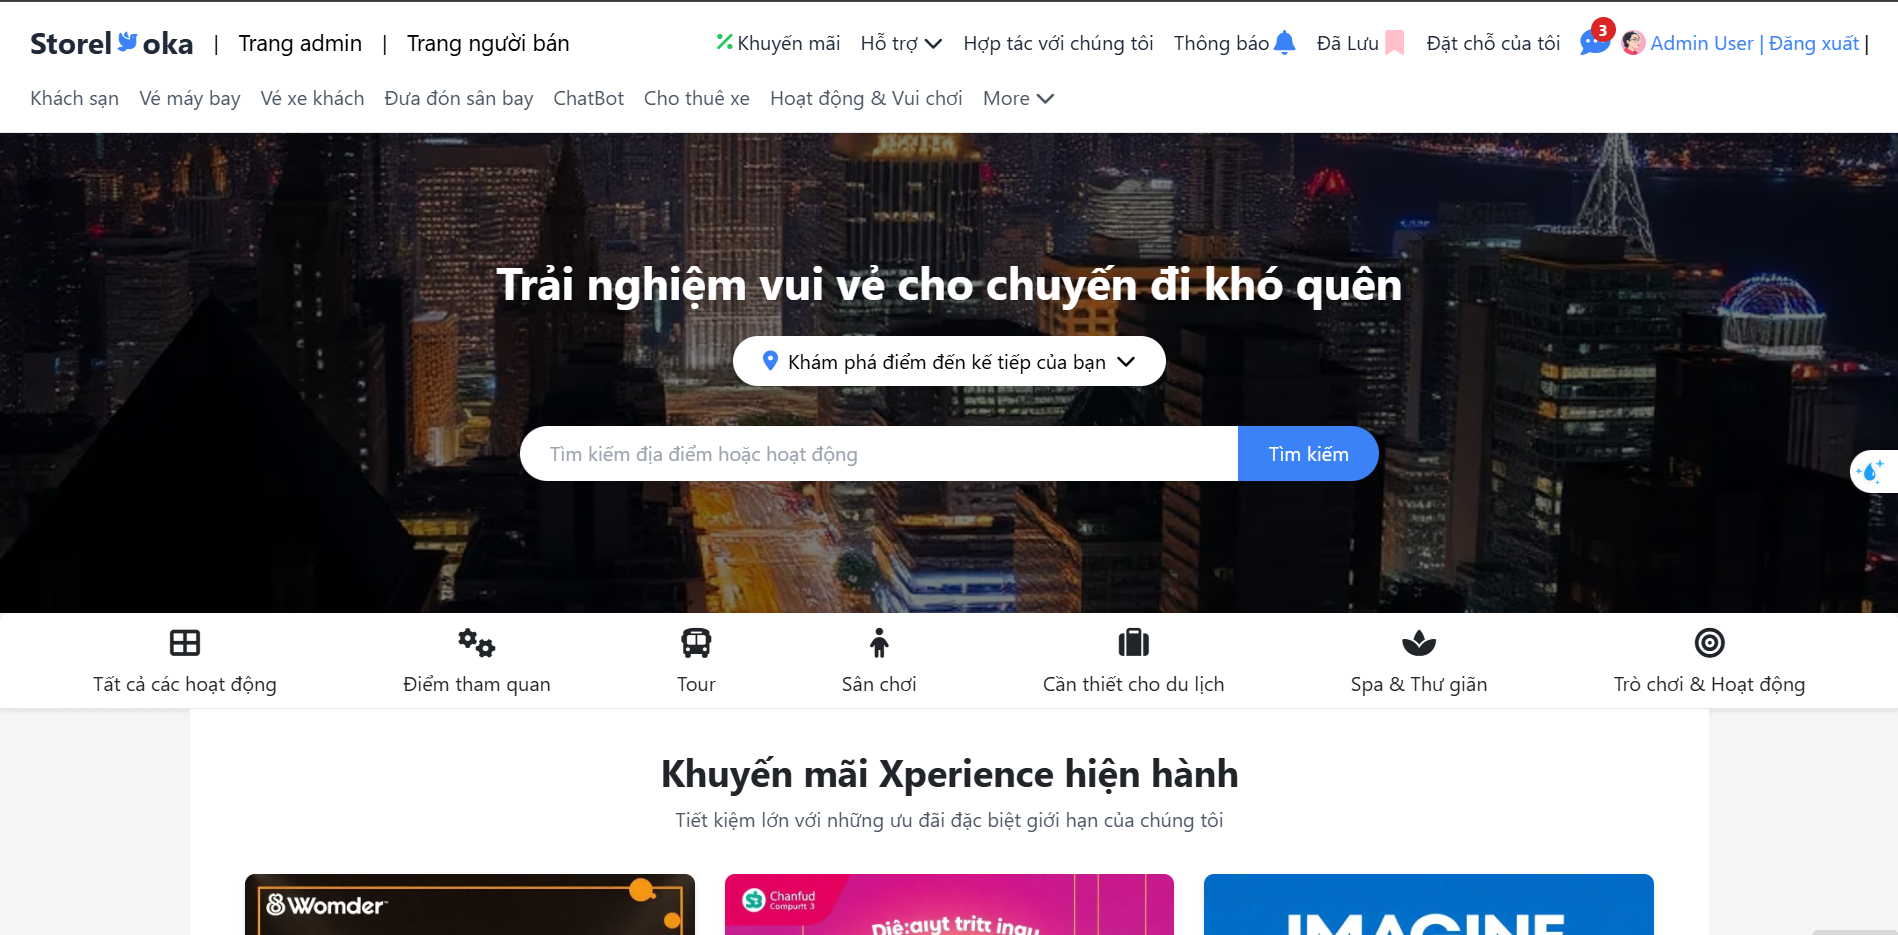 Storel oka | Trang admin | Trang người bán
Khuyến mãi Hỗ trợ Hợp tác với chúng tôi Thông báo Đã Lưu Đặt chỗ của tôi 3 Admin User | Đăng xuất |
Khách sạn Vé máy bay Vé xe khách Đưa đón sân bay ChatBot Cho thuê xe Hoạt động & Vui chơi More
Trải nghiệm vui vẻ cho chuyến đi khó quên
Khám phá điểm đến kế tiếp của bạn
Tìm kiếm địa điểm hoặc hoạt động Tìm kiếm
Tất cả các hoạt động Điểm tham quan Tour Sân chơi Cần thiết cho du lịch Spa & Thư giãn Trò chơi & Hoạt động
Khuyến mãi Xperience hiện hành
Tiết kiệm lớn với những ưu đãi đặc biệt giới hạn của chúng tôi
Womder
Chanfud
Compurtt 3
IMAGINE